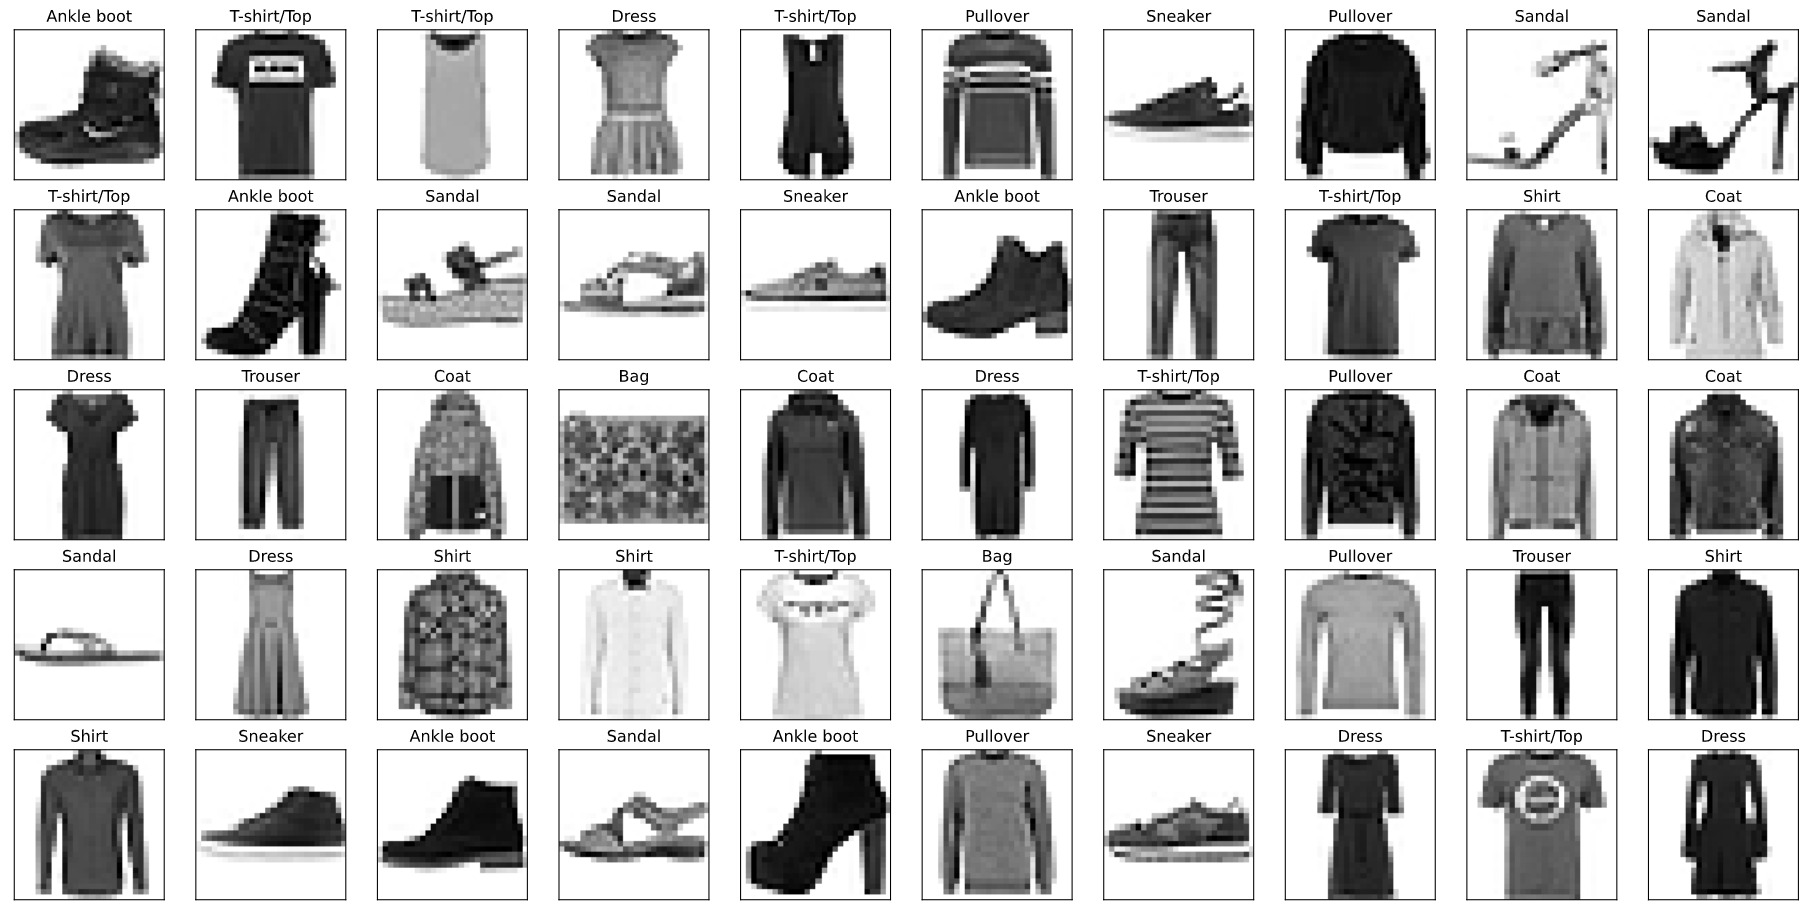 Ankle boot T-shirt/Top T-shirt/Top Dress T-shirt/Top Pullover Sneaker Pullover Sandal Sandal
T-shirt/Top Ankle boot Sandal Sandal Sneaker Ankle boot Trouser T-shirt/Top Shirt Coat
Dress Trouser Coat Bag Coat Dress T-shirt/Top Pullover Coat Coat
Sandal Dress Shirt Shirt T-shirt/Top Bag Sandal Pullover Trouser Shirt
Shirt Sneaker Ankle boot Sandal Ankle boot Pullover Sneaker Dress T-shirt/Top Dress